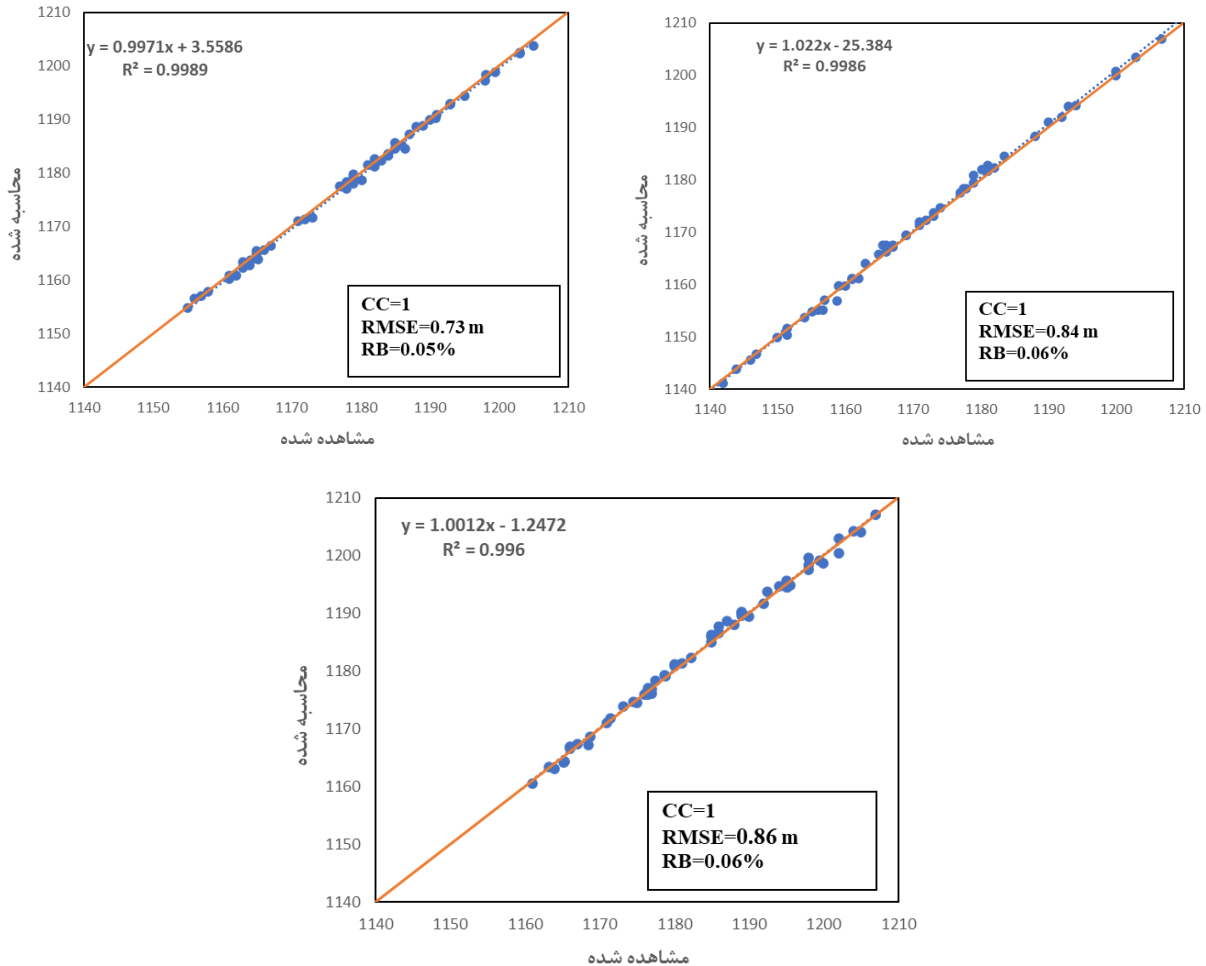 1210
1200
1190
1180
1170
1160
1150
1140
y = 0.9971x + 3.5586
R² = 0.9989
CC=1
RMSE=0.73 m
RB=0.05%
1140 1150 1160 1170 1180 1190 1200 1210
محاسبه شده
مشاهده شده
1210
1200
1190
1180
1170
1160
1150
1140
y = 1.022x - 25.384
R² = 0.9986
CC=1
RMSE=0.84 m
RB=0.06%
1140 1150 1160 1170 1180 1190 1200 1210
محاسبه شده
مشاهده شده
1210
1200
1190
1180
1170
1160
1150
1140
y = 1.0012x - 1.2472
R² = 0.996
CC=1
RMSE=0.86 m
RB=0.06%
1140 1150 1160 1170 1180 1190 1200 1210
محاسبه شده
مشاهده شده